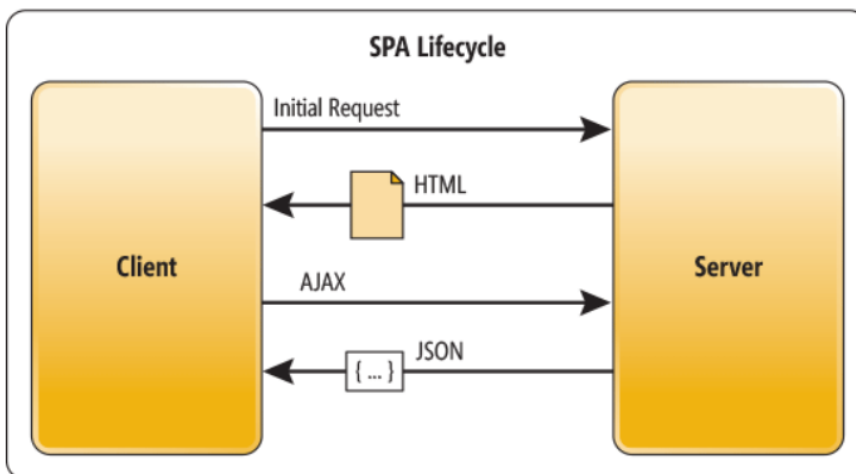 SPA Lifecycle
Initial Request
HTML
Client
Server
AJAX
JSON
{ ... }